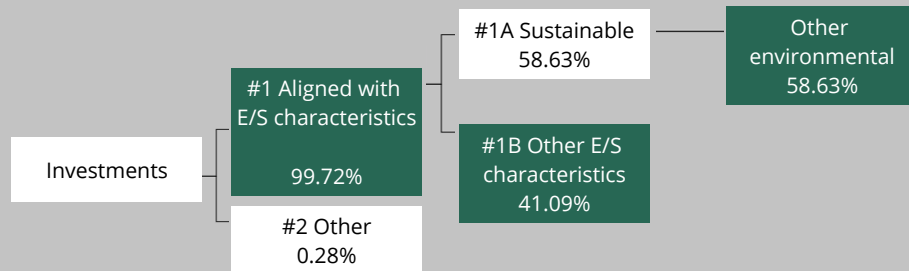 Investments
#1 Aligned with
E/S characteristics
99.72%
#2 Other
0.28%
#1A Sustainable
58.63%
#1B Other E/S
characteristics
41.09%
Other
environmental
58.63%